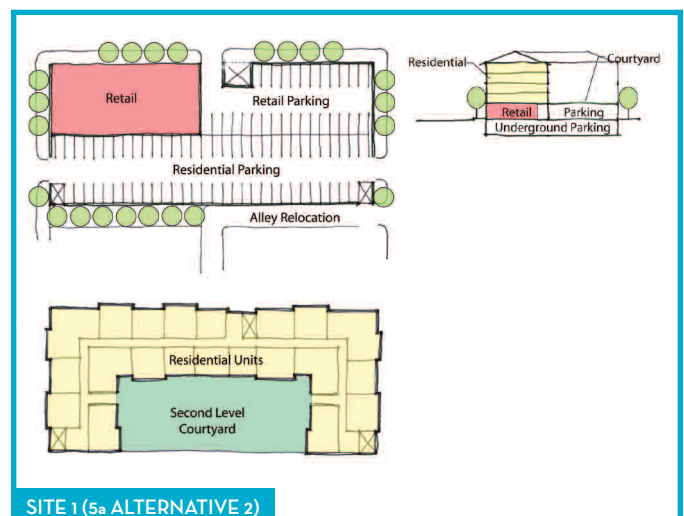 Retail
Retail Parking
Residential Parking
Alley Relocation
Residential
Courtyard
Retail
Parking
Underground Parking
Residential Units
Second Level
Courtyard
SITE 1 (5a ALTERNATIVE 2)